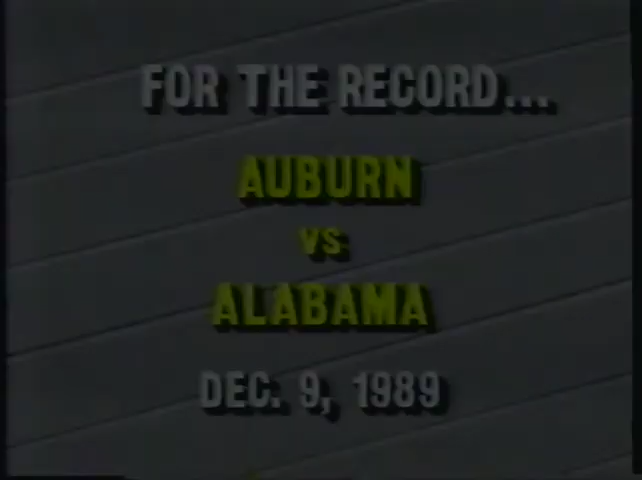 FOR THE RECORD...
AUBURN
VS
ALABAMA
DEC. 9, 1989